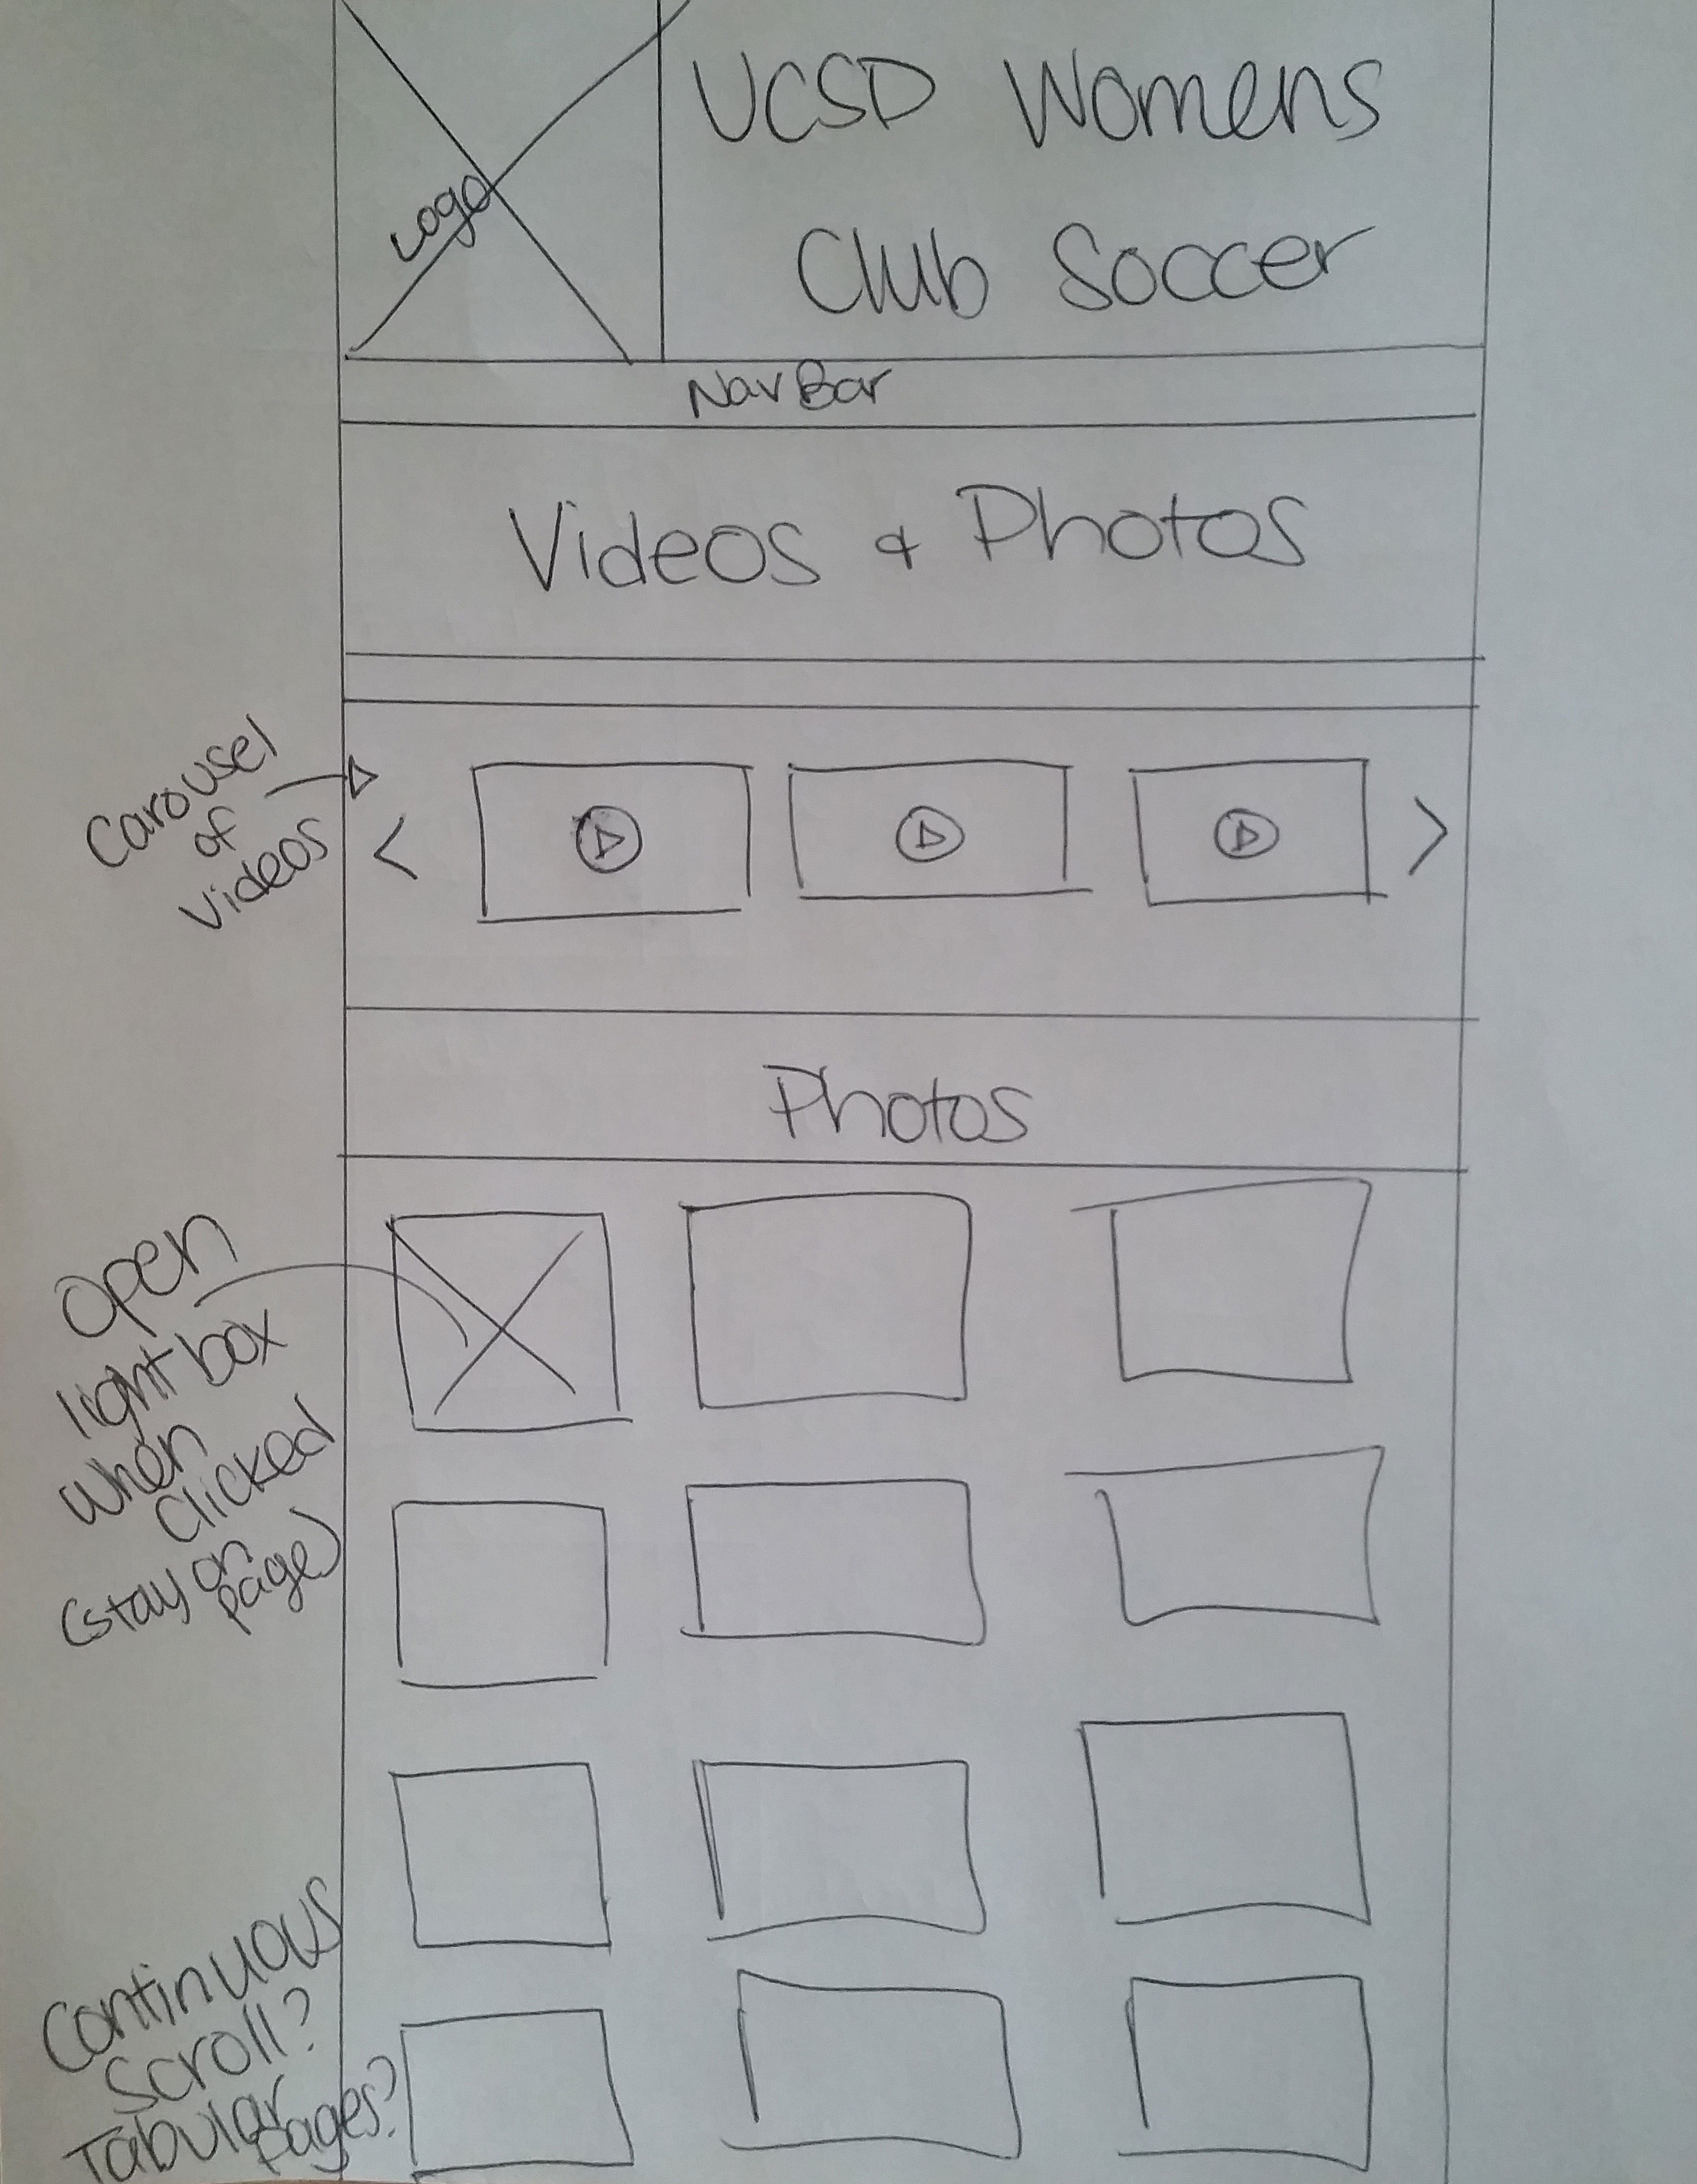 UCSD Womens
Club Soccer
Logo
NavBar
Videos & Photos
Carousel
of
Videos
Photos
Open
light box
when
clicked
(stay on
page)
Continuous
Scroll?
Tabular
pages?